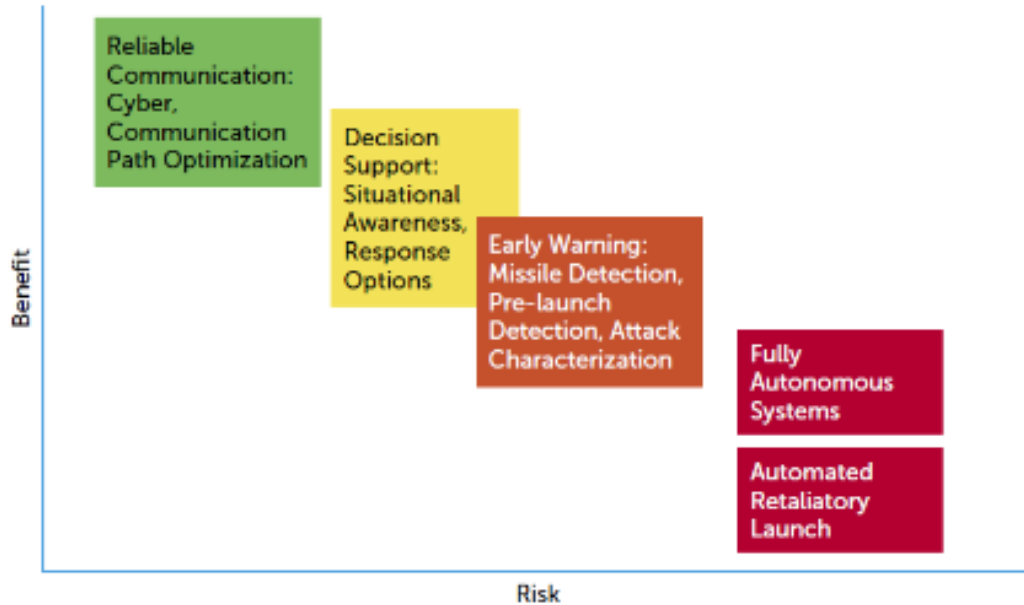 Reliable
Communication:
Cyber,
Communication
Path Optimization
Decision
Support:
Situational
Awareness,
Response
Options
Early Warning:
Missile Detection,
Pre-launch
Detection, Attack
Characterization
Fully
Autonomous
Systems
Automated
Retaliatory
Launch
Benefit
Risk